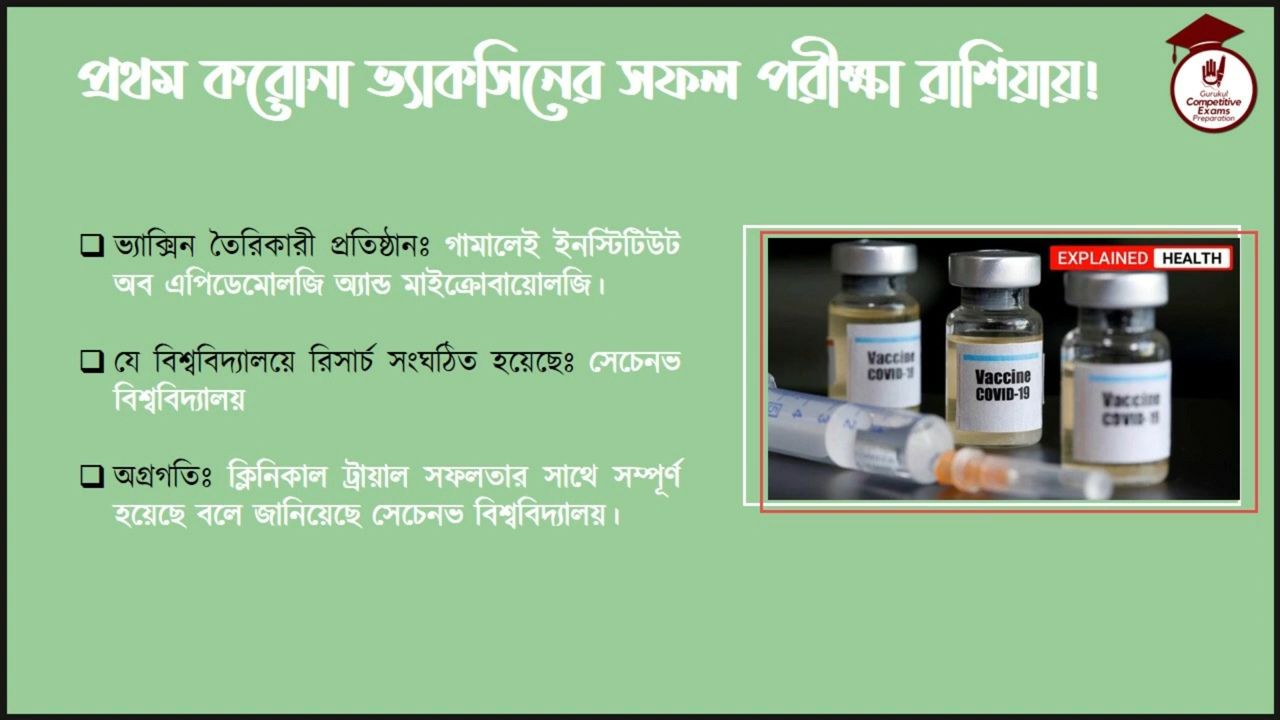 প্রথম করোনা ভ্যাকসিনের সফল পরীক্ষা রাশিয়ায়!
Gurukul
Competitive
Exams
Preparation
ভ্যাক্সিন তৈরিকারী প্রতিষ্ঠানঃ গামালেই ইনস্টিটিউট
অব এপিডেমোলজি অ্যান্ড মাইক্রোবায়োলজি।
যে বিশ্ববিদ্যালয়ে রিসার্চ সংঘঠিত হয়েছেঃ সেচেনভ
বিশ্ববিদ্যালয়
অগ্রগতিঃ ক্লিনিকাল ট্রায়াল সফলতার সাথে সম্পূর্ণ
হয়েছে বলে জানিয়েছে সেচেনভ বিশ্ববিদ্যালয়।
EXPLAINED HEALTH
Vaccine
COVID-19
Vaccine
COVID-19
Vaccine
COVID-19